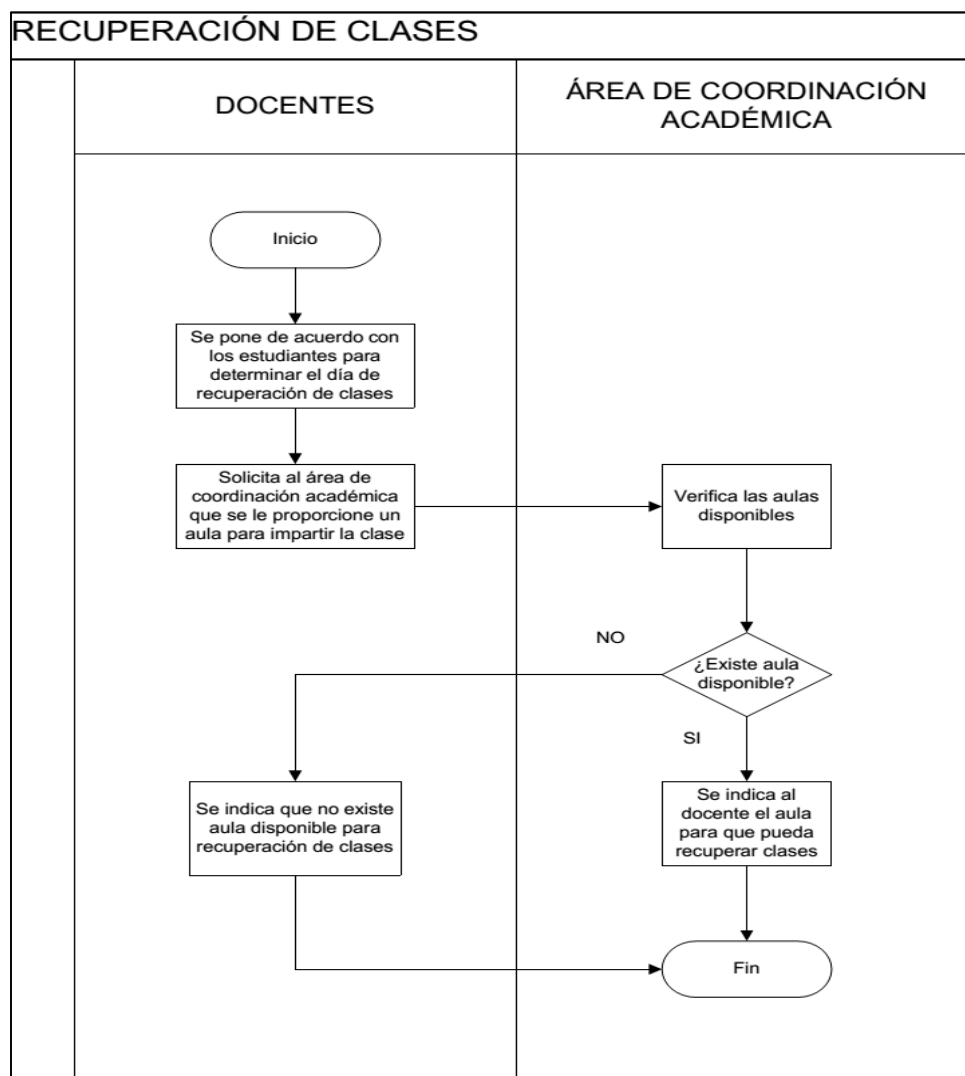 RECUPERACIÓN DE CLASES
DOCENTES
ÁREA DE COORDINACIÓN
ACADÉMICA
Inicio
Se pone de acuerdo con
los estudiantes para
determinar el día de
recuperación de clases
Solicita al área de
coordinación académica
que se le proporcione un
aula para impartir la clase
Verifica las aulas
disponibles
NO
¿Existe aula
disponible?
SI
Se indica que no existe
aula disponible para
recuperación de clases
Se indica al
docente el aula
para que pueda
recuperar clases
Fin